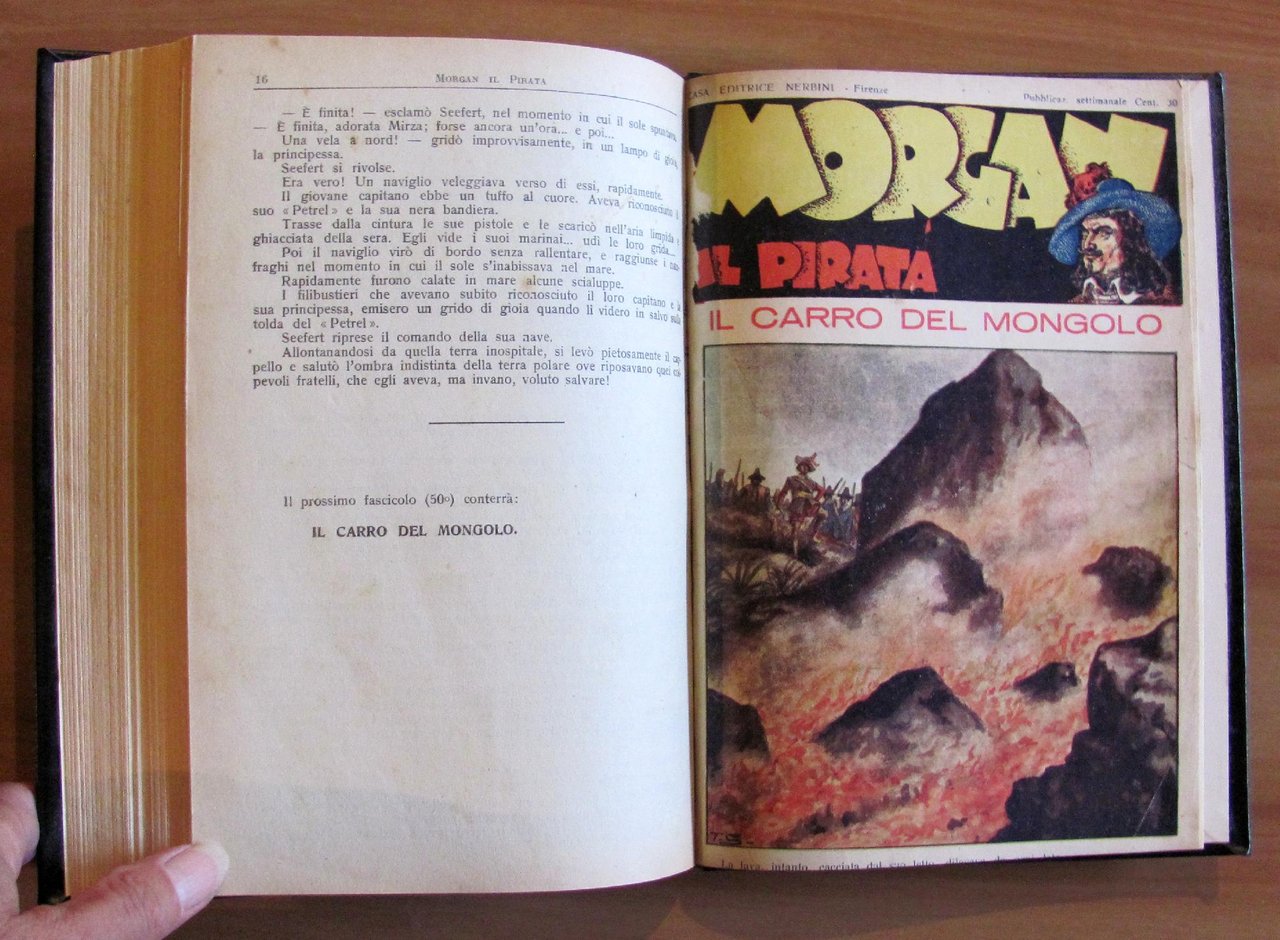 16
MORGAN IL PIRATA
— È finita! — esclamò Seefert, nel momento in cui il sole spuntava.
— È finita, adorata Mirza; forse ancora un'ora... e poi...
Una vela a nord! — gridò improvvisamente, in un lampo di gioia,
la principessa.
Seefert si rivolse.
Era vero! Un naviglio veleggiava verso di essi, rapidamente.
Il giovane capitano ebbe un tuffo al cuore. Aveva riconosciuto il
suo «Petrel» e la sua nera bandiera.
Trasse dalla cintura le sue pistole e le scaricò nell'aria limpida e
ghiacciata della sera. Egli vide i suoi marinai... udì le loro grida...
Poi il naviglio virò di bordo senza rallentare, e raggiunse i nau-
fraghi nel momento in cui il sole s'inabissava nel mare.
Rapidamente furono calate in mare alcune scialuppe.
I filibustieri che avevano subito riconosciuto il loro capitano e la
sua principessa, emisero un grido di gioia quando li videro in salvo sulla
tolda del «Petrel».
Seefert riprese il comando della sua nave.
Allontanandosi da quella terra inospitale, si levò pietosamente il cap-
pello e salutò l'ombra indistinta della terra polare ove riposavano quei col-
pevoli fratelli, che egli aveva, ma invano, voluto salvare!
Il prossimo fascicolo (50º) conterrà:
IL CARRO DEL MONGOLO.
CASA EDITRICE NERBINI - Firenze
Pubblicaz. settimanale Cent. 30
MORGAN
IL PIRATA
IL CARRO DEL MONGOLO
T. S.
La lava, intanto, cacciata dal suo letto,